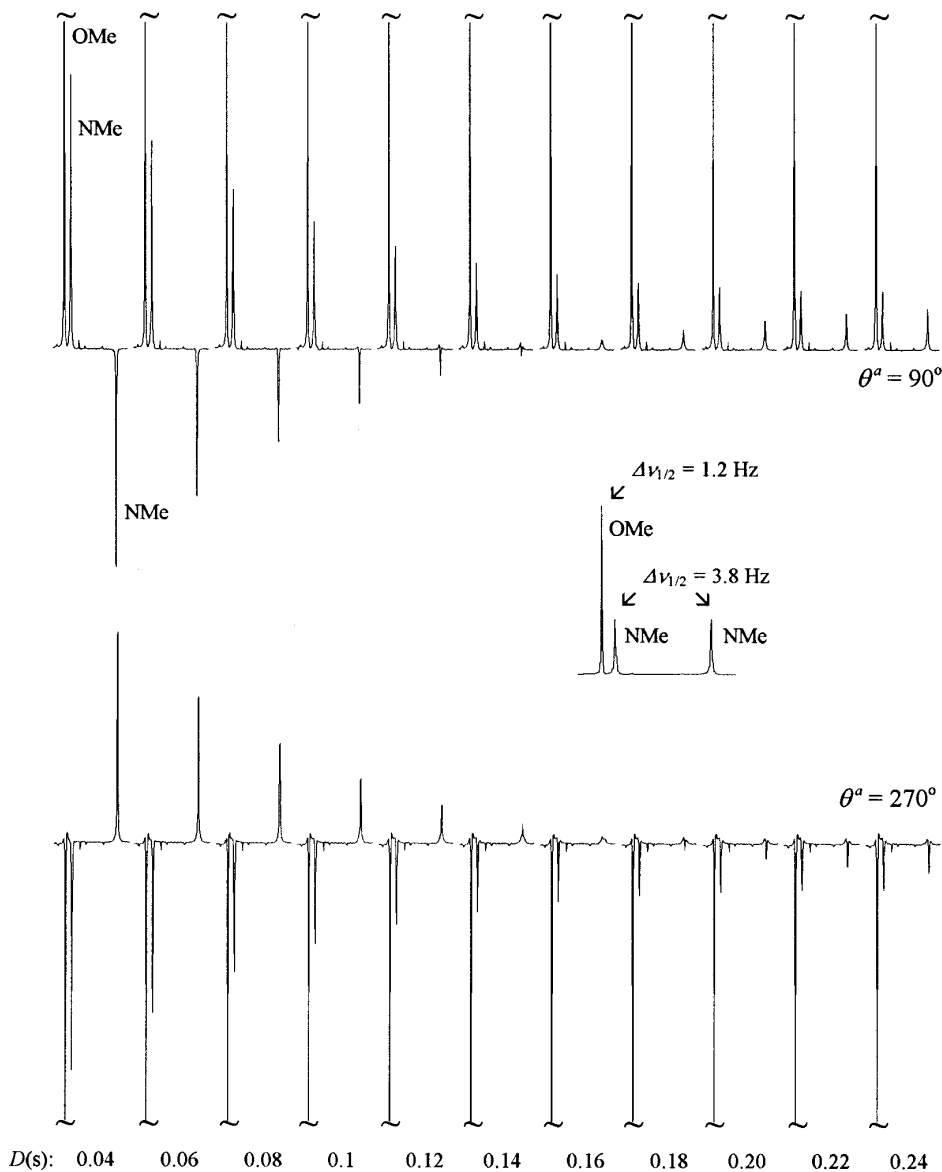 ~ ~ ~ ~ ~ ~ ~ ~ ~ ~ ~
OMe
NMe
θᵃ = 90°
NMe
Δν₁/₂ = 1.2 Hz
OMe
Δν₁/₂ = 3.8 Hz
NMe NMe
θᵃ = 270°
~ ~ ~ ~ ~ ~ ~ ~ ~ ~ ~
D(s): 0.04 0.06 0.08 0.1 0.12 0.14 0.16 0.18 0.20 0.22 0.24